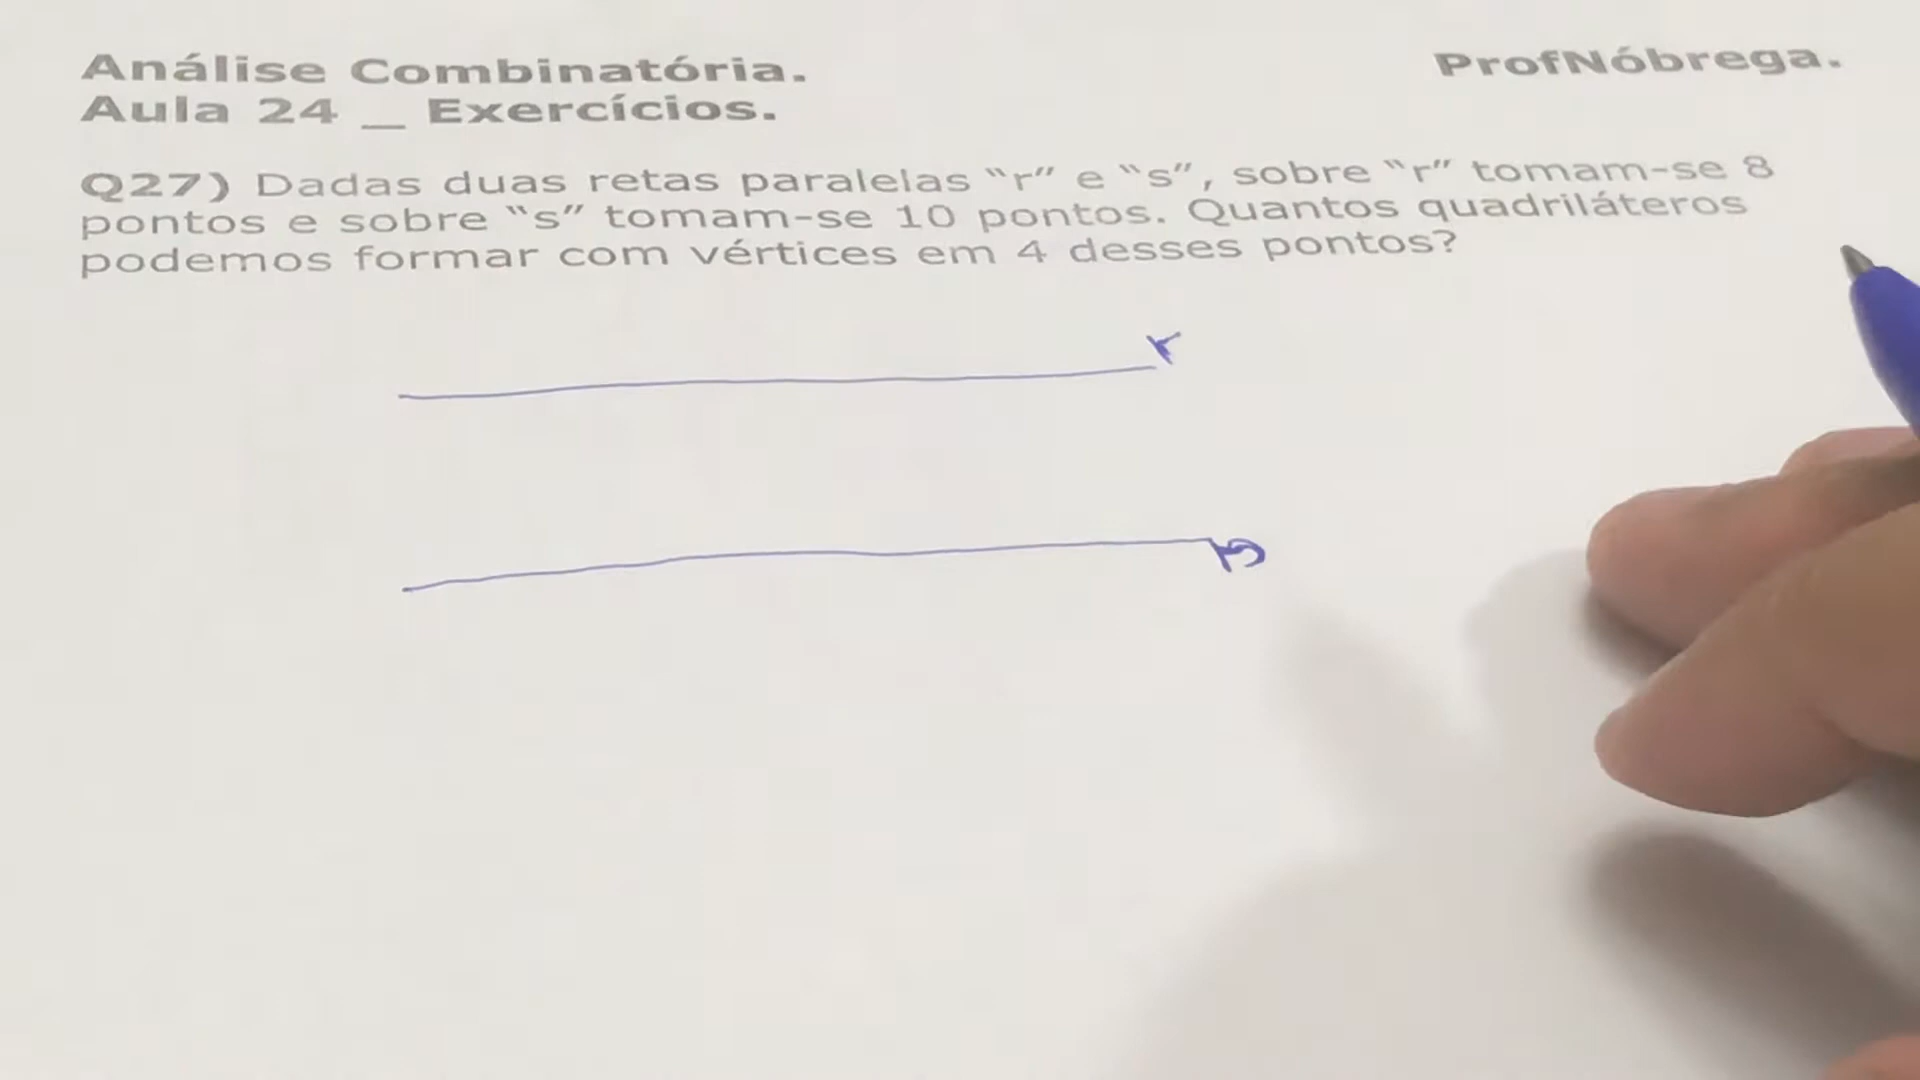 Análise Combinatória.
ProfNóbrega.
Aula 24 _ Exercícios.
Q27) Dadas duas retas paralelas "r" e "s", sobre "r" tomam-se 8
pontos e sobre "s" tomam-se 10 pontos. Quantos quadriláteros
podemos formar com vértices em 4 desses pontos?
r
s